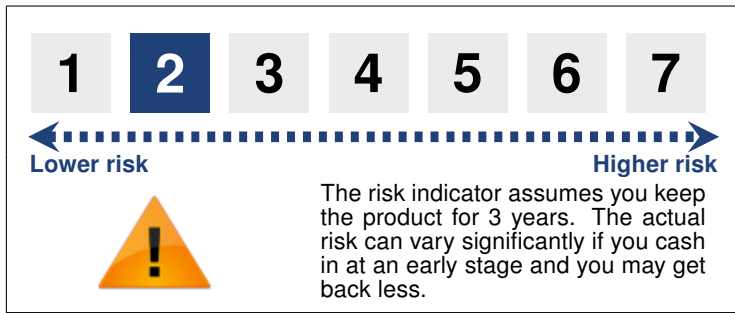 1 2 3 4 5 6 7
Lower risk Higher risk
The risk indicator assumes you keep
the product for 3 years. The actual
risk can vary significantly if you cash
in at an early stage and you may get
back less.